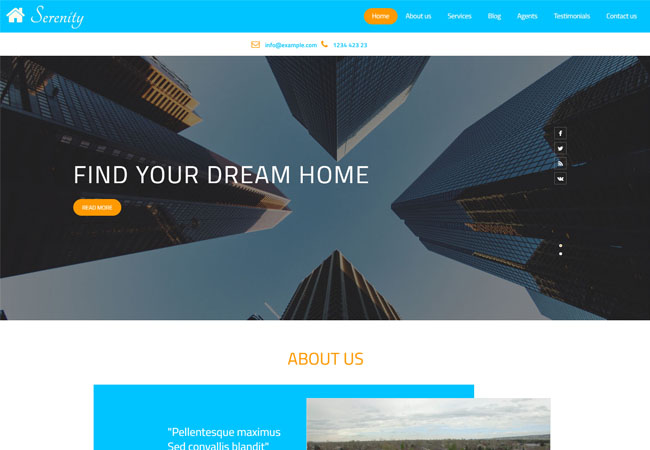 Serenity
Home About us Services Blog Agents Testimonials Contact us
info@example.com 1234 423 23
FIND YOUR DREAM HOME
READ MORE
ABOUT US
"Pellentesque maximus
Sed convallis blandit"